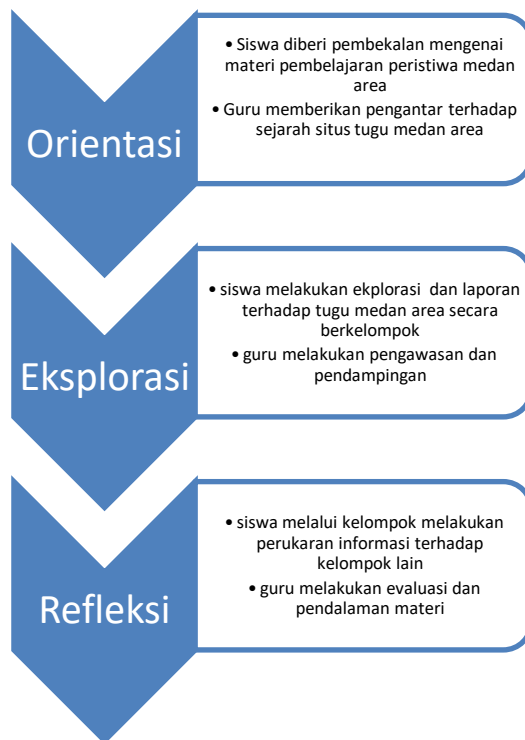 Orientasi
• Siswa diberi pembekalan mengenai
materi pembelajaran peristiwa medan
area
• Guru memberikan pengantar terhadap
sejarah situs tugu medan area
Eksplorasi
• siswa melakukan ekplorasi dan laporan
terhadap tugu medan area secara
berkelompok
• guru melakukan pengawasan dan
pendampingan
Refleksi
• siswa melalui kelompok melakukan
perukaran informasi terhadap
kelompok lain
• guru melakukan evaluasi dan
pendalaman materi